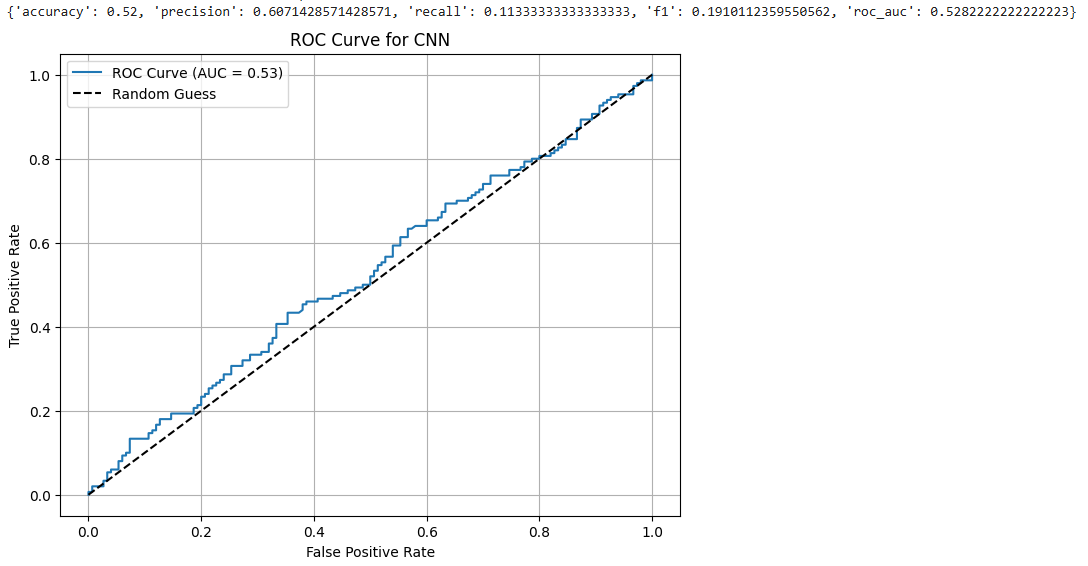 {'accuracy': 0.52, 'precision': 0.6071428571428571, 'recall': 0.11333333333333333, 'f1': 0.1910112359550562, 'roc_auc': 0.5282222222222223}
ROC Curve for CNN
ROC Curve (AUC = 0.53)
Random Guess
1.0
0.8
0.6
0.4
0.2
0.0
True Positive Rate
0.0 0.2 0.4 0.6 0.8 1.0
False Positive Rate